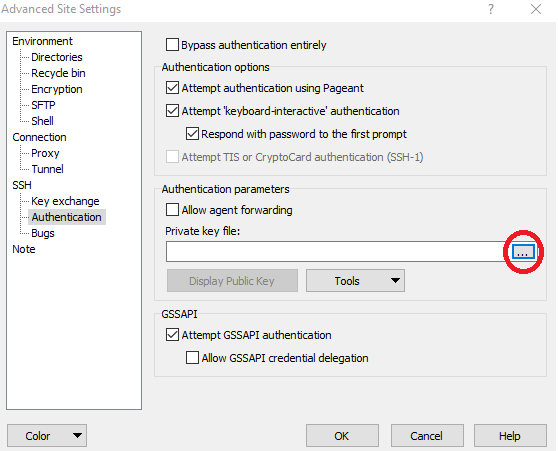 Advanced Site Settings
? ×
Environment
Directories
Recycle bin
Encryption
SFTP
Shell
Connection
Proxy
Tunnel
SSH
Key exchange
Authentication
Bugs
Note
Bypass authentication entirely
Authentication options
Attempt authentication using Pageant
Attempt 'keyboard-interactive' authentication
Respond with password to the first prompt
Attempt TIS or CryptoCard authentication (SSH-1)
Authentication parameters
Allow agent forwarding
Private key file:
...
Display Public Key
Tools
GSSAPI
Attempt GSSAPI authentication
Allow GSSAPI credential delegation
Color
OK
Cancel
Help